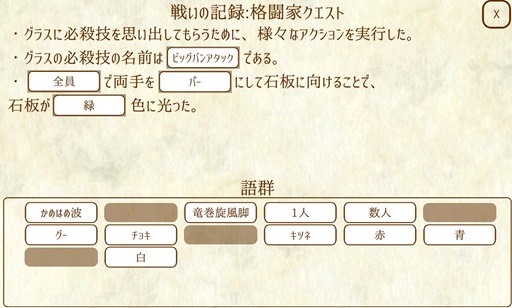 戦いの記録:格闘家クエスト
X
・グラスに必殺技を思い出してもらうために、様々なアクションを実行した。
・グラスの必殺技の名前は ビッグバンアタック である。
・ 全員 で両手を パー にして石板に向けることで、
石板が 緑 色に光った。
語群
かめはめ波 竜巻旋風脚 1人 数人
グー チョキ キツネ 赤 青
白